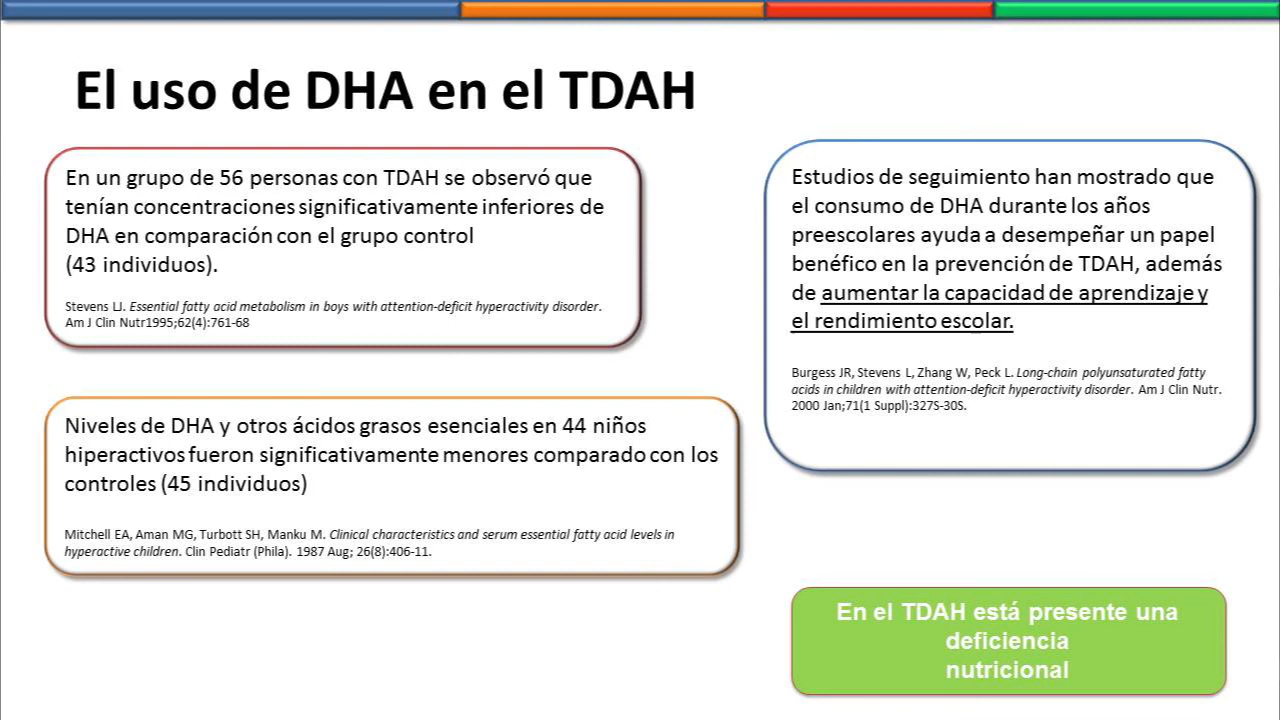 El uso de DHA en el TDAH
En un grupo de 56 personas con TDAH se observó que
tenían concentraciones significativamente inferiores de
DHA en comparación con el grupo control
(43 individuos).
Stevens LJ. Essential fatty acid metabolism in boys with attention-deficit hyperactivity disorder.
Am J Clin Nutr1995;62(4):761-68
Niveles de DHA y otros ácidos grasos esenciales en 44 niños
hiperactivos fueron significativamente menores comparado con los
controles (45 individuos)
Mitchell EA, Aman MG, Turbott SH, Manku M. Clinical characteristics and serum essential fatty acid levels in
hyperactive children. Clin Pediatr (Phila). 1987 Aug; 26(8):406-11.
Estudios de seguimiento han mostrado que
el consumo de DHA durante los años
preescolares ayuda a desempeñar un papel
benéfico en la prevención de TDAH, además
de aumentar la capacidad de aprendizaje y
el rendimiento escolar.
Burgess JR, Stevens L, Zhang W, Peck L. Long-chain polyunsaturated fatty
acids in children with attention-deficit hyperactivity disorder. Am J Clin Nutr.
2000 Jan;71(1 Suppl):327S-30S.
En el TDAH está presente una
deficiencia
nutricional